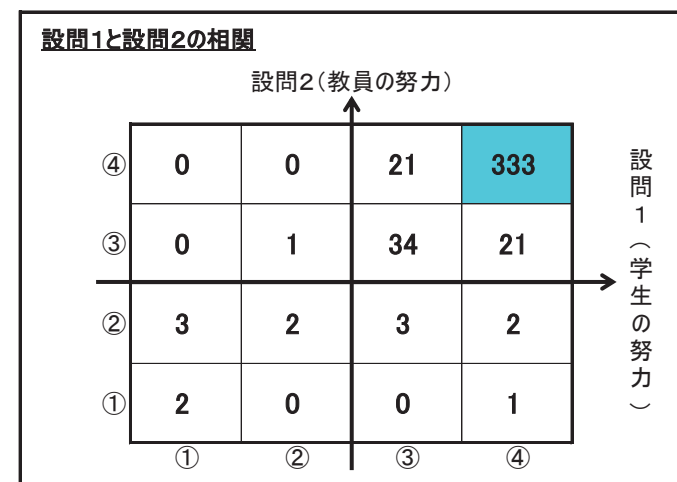 設問1と設問2の相関
設問2(教員の努力)
④ 0 0 21 333
③ 0 1 34 21
② 3 2 3 2
① 2 0 0 1
① ② ③ ④
設問1(学生の努力)